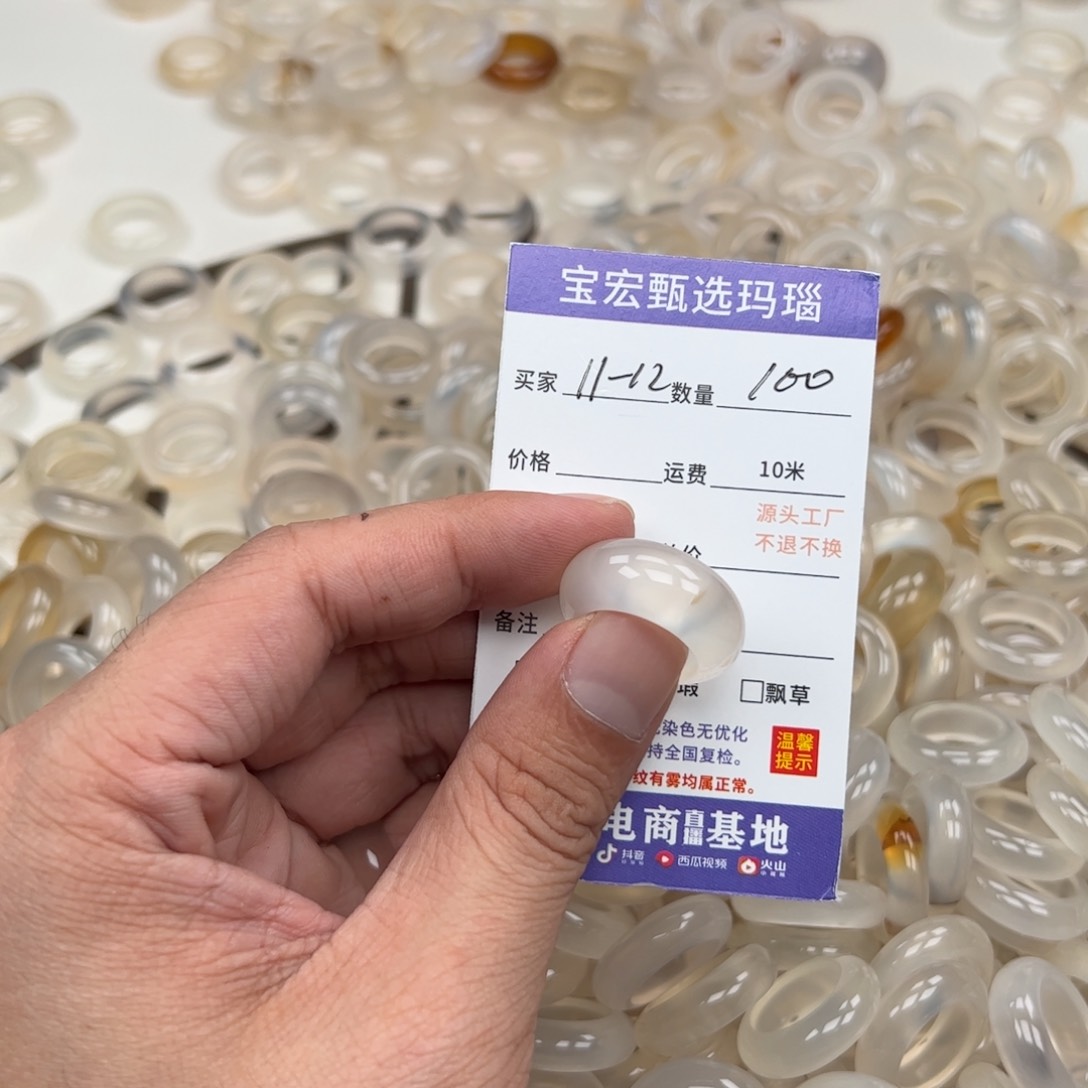 宝宏甄选玛瑙
买家 11-12 数量 100
价格 运费 10米
源头工厂
不退不换
备注
瑕 □飘草
染色无优化
持全国复检。
纹有雾均属正常。
温馨
提示
电商直播基地
抖音 西瓜视频 火山